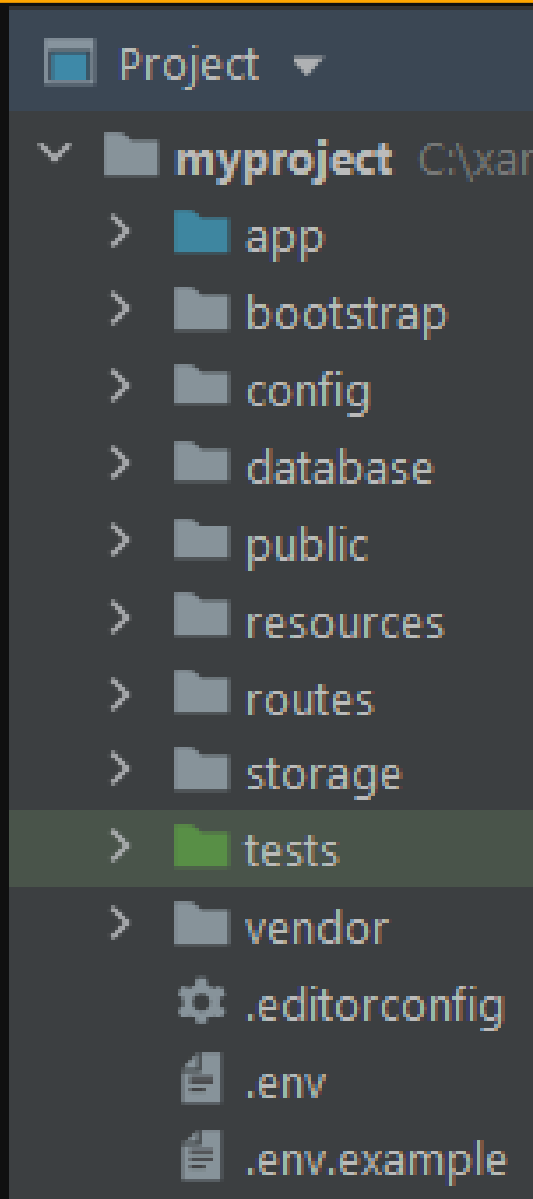 Project
myproject C:\xar
app
bootstrap
config
database
public
resources
routes
storage
tests
vendor
.editorconfig
.env
.env.example